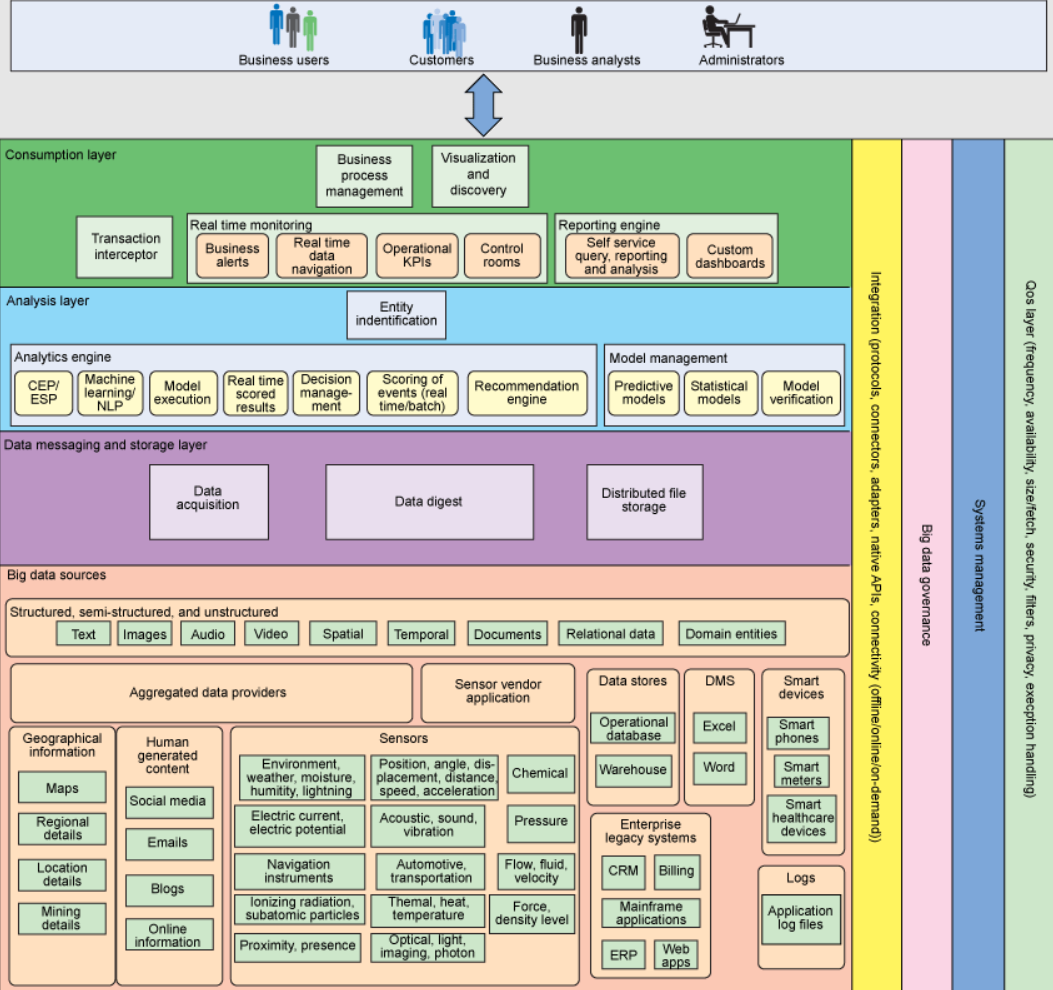 Business users
Customers
Business analysts
Administrators
Consumption layer
Business
process
management
Visualization
and
discovery
Transaction
interceptor
Real time monitoring
Business
alerts
Real time
data
navigation
Operational
KPIs
Control
rooms
Reporting engine
Self service
query, reporting
and analysis
Custom
dashboards
Analysis layer
Entity
indentification
Analytics engine
CEP/
ESP
Machine
learning/
NLP
Model
execution
Real time
scored
results
Decision
manage-
ment
Scoring of
events (real
time/batch)
Recommendation
engine
Model management
Predictive
models
Statistical
models
Model
verification
Data messaging and storage layer
Data
acquisition
Data digest
Distributed file
storage
Big data sources
Structured, semi-structured, and unstructured
Text
Images
Audio
Video
Spatial
Temporal
Documents
Relational data
Domain entities
Aggregated data providers
Sensor vendor
application
Geographical
information
Maps
Regional
details
Location
details
Mining
details
Human
generated
content
Social media
Emails
Blogs
Online
information
Sensors
Environment,
weather, moisture,
humitity, lightning
Position, angle, dis-
placement, distance,
speed, acceleration
Chemical
Electric current,
electric potential
Acoustic, sound,
vibration
Pressure
Navigation
instruments
Automotive,
transportation
Flow, fluid,
velocity
Ionizing radiation,
subatomic particles
Themal, heat,
temperature
Force,
density level
Proximity, presence
Optical, light,
imaging, photon
Data stores
Operational
database
Warehouse
DMS
Excel
Word
Smart
devices
Smart
phones
Smart
meters
Smart
healthcare
devices
Enterprise
legacy systems
CRM
Billing
Mainframe
applications
ERP
Web
apps
Logs
Application
log files
Integration (protocols, connectors, adapters, native APIs, connectivity (offline/online/on-demand))
Big data governance
Systems management
Qos layer (frequency, availability, size/fetch, security, filters, privacy, execption handling)